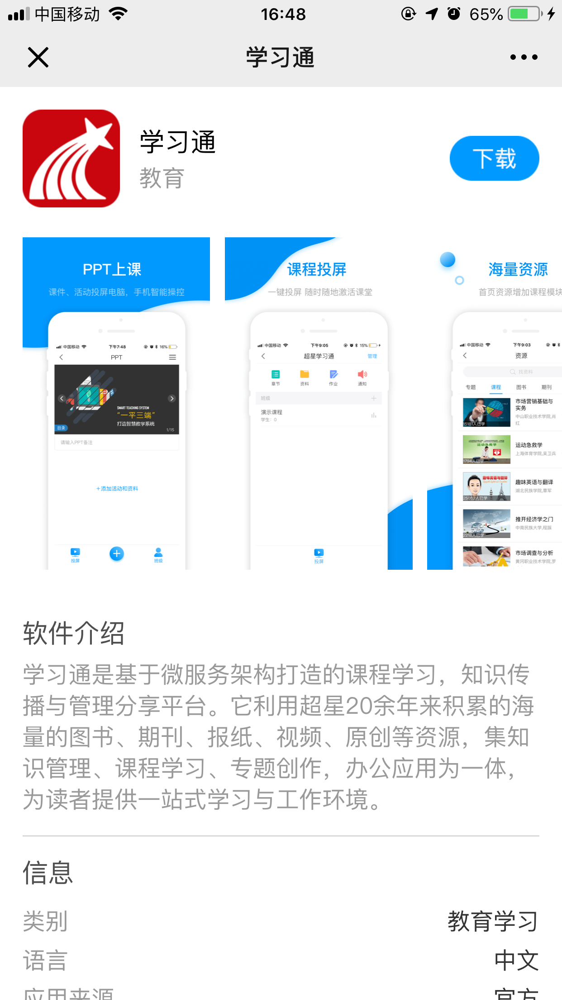 中国移动 16:48 65%
学习通
学习通
教育
下载
PPT上课
课件、活动投屏电脑，手机智能操控
中国移动 下午7:48 16%
PPT
SMART TEACHING SYSTEM
“一平三端”
打造智慧教学系统
目录
1/15
请输入PPT备注
+添加活动和资料
投屏
班级
课程投屏
一键投屏 随时随地激活课堂
中国移动 下午9:05 15%
超星学习通 管理
章节 资料 作业 通知
班级
演示课程
学生：0
投屏
海量资源
首页资源增加课程模块
中国移动 下午9:03
资源
找资料
专题 课程 图书 期刊
市场营销基础与
实务
中山职业技术学院,肖
红
15181人已学
运动急救学
运动急救学
上海体育学院,吴卫兵
1794人已学
趣味英语与翻译
趣味英语与翻译
湖北民族学院,覃军
25052人已学
推开经济学之门
中南民族大学,程蹊
2218人已学
市场调查与分析
黄冈职业技术学院,罗
软件介绍
学习通是基于微服务架构打造的课程学习，知识传
播与管理分享平台。它利用超星20余年来积累的海
量的图书、期刊、报纸、视频、原创等资源，集知
识管理、课程学习、专题创作，办公应用为一体，
为读者提供一站式学习与工作环境。
信息
类别 教育学习
语言 中文
应用来源 官方